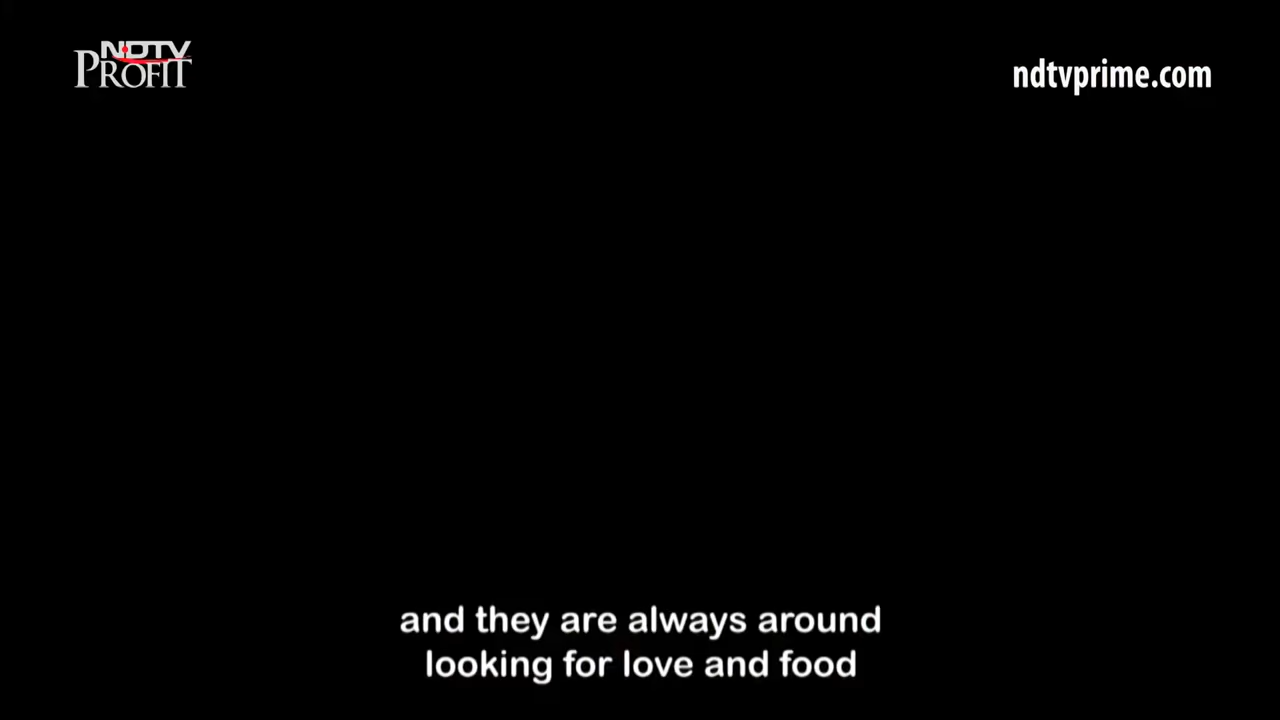 NDTV
PROFIT
ndtvprime.com
and they are always around
looking for love and food